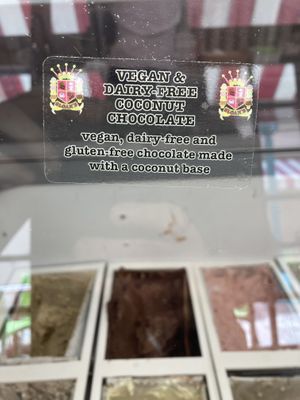 VEGAN &
DAIRY-FREE
COCONUT
CHOCOLATE
vegan, dairy-free and
gluten-free chocolate made
with a coconut base